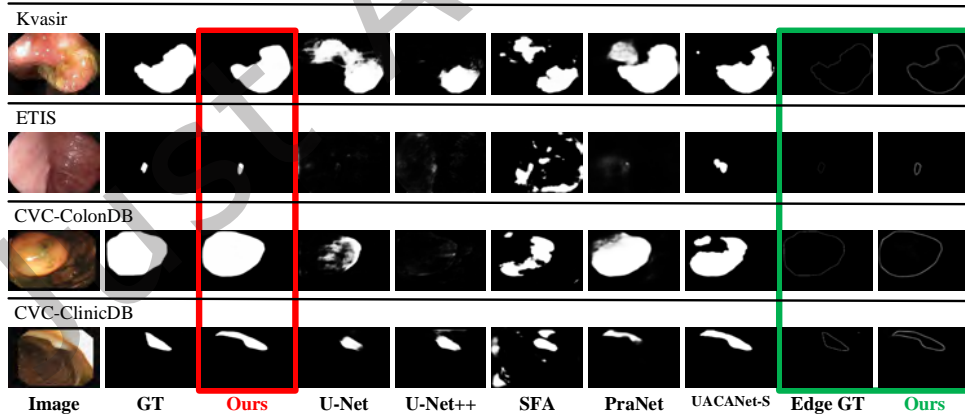 Kvasir
ETIS
CVC-ColonDB
CVC-ClinicDB
Image GT Ours U-Net U-Net++ SFA PraNet UACANet-S Edge GT Ours